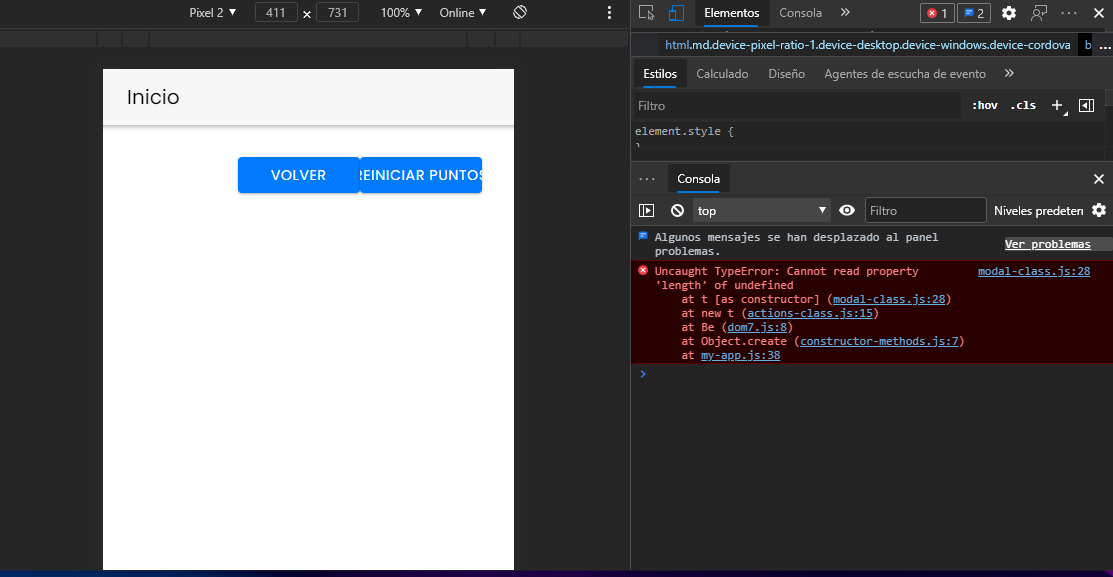 Pixel 2 ▼ 411 × 731 100% ▼ Online ▼
Inicio
VOLVER
REINICIAR PUNTOS
Elementos Consola » 1 2
html.md.device-pixel-ratio-1.device-desktop.device-windows.device-cordova b ...
Estilos Calculado Diseño Agentes de escucha de evento »
Filtro :hov .cls +
element.style {
}
Consola
top ▼ Filtro Niveles predeter
Algunos mensajes se han desplazado al panel
problemas.
Ver problemas
Uncaught TypeError: Cannot read property modal-class.js:28
'length' of undefined
at t [as constructor] (modal-class.js:28)
at new t (actions-class.js:15)
at Be (dom7.js:8)
at Object.create (constructor-methods.js:7)
at my-app.js:38